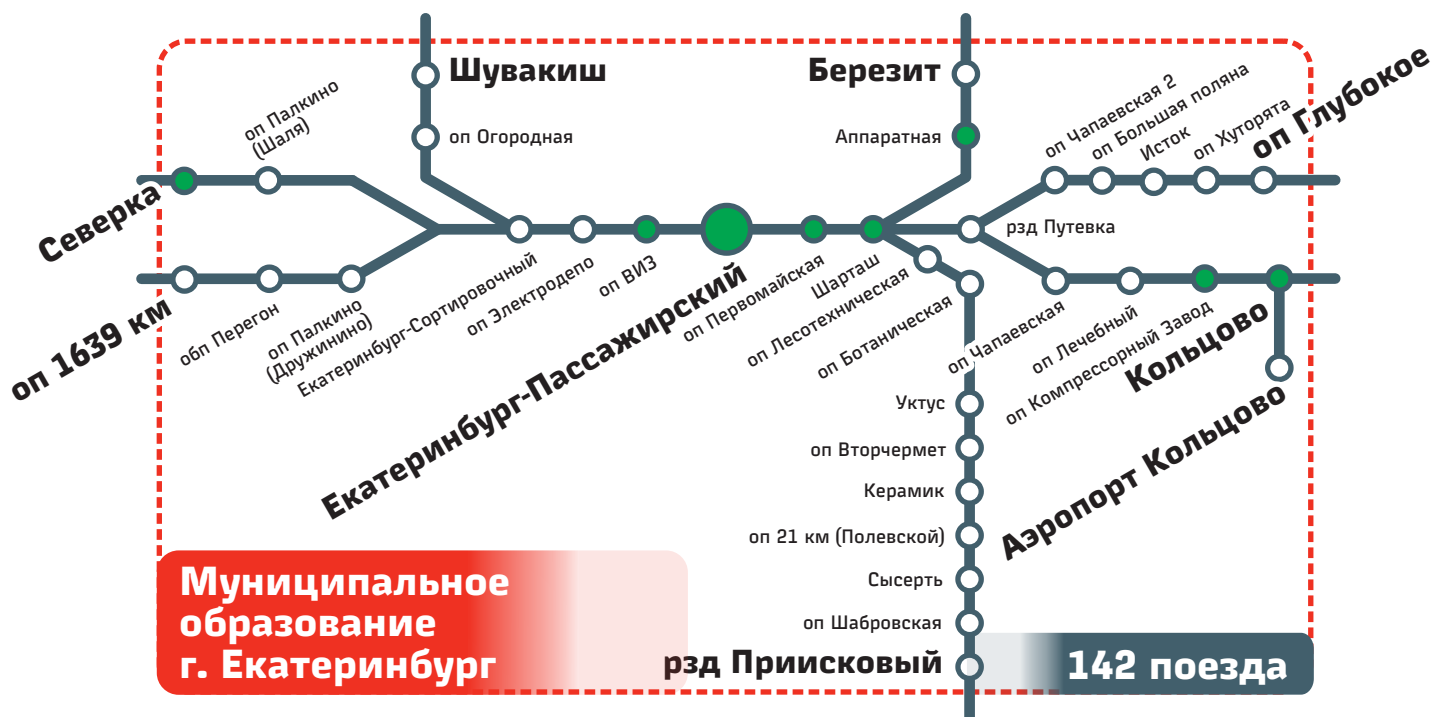 Шувакиш
оп Огородная
Березит
Аппаратная
оп Палкино
(Шаля)
Северка
оп Чапаевская 2
оп Большая поляна
Исток
оп Хуторята
оп Глубокое
рзд Путевка
оп 1639 км
обп Перегон
оп Палкино
(Дружинино)
Екатеринбург-Сортировочный
оп Электродепо
оп ВИЗ
Екатеринбург-Пассажирский
оп Первомайская
Шарташ
оп Лесотехническая
оп Ботаническая
оп Чапаевская
оп Лечебный
оп Компрессорный Завод
Кольцово
Аэропорт Кольцово
Уктус
оп Вторчермет
Керамик
оп 21 км (Полевской)
Сысерть
оп Шабровская
рзд Приисковый
Муниципальное
образование
г. Екатеринбург
142 поезда